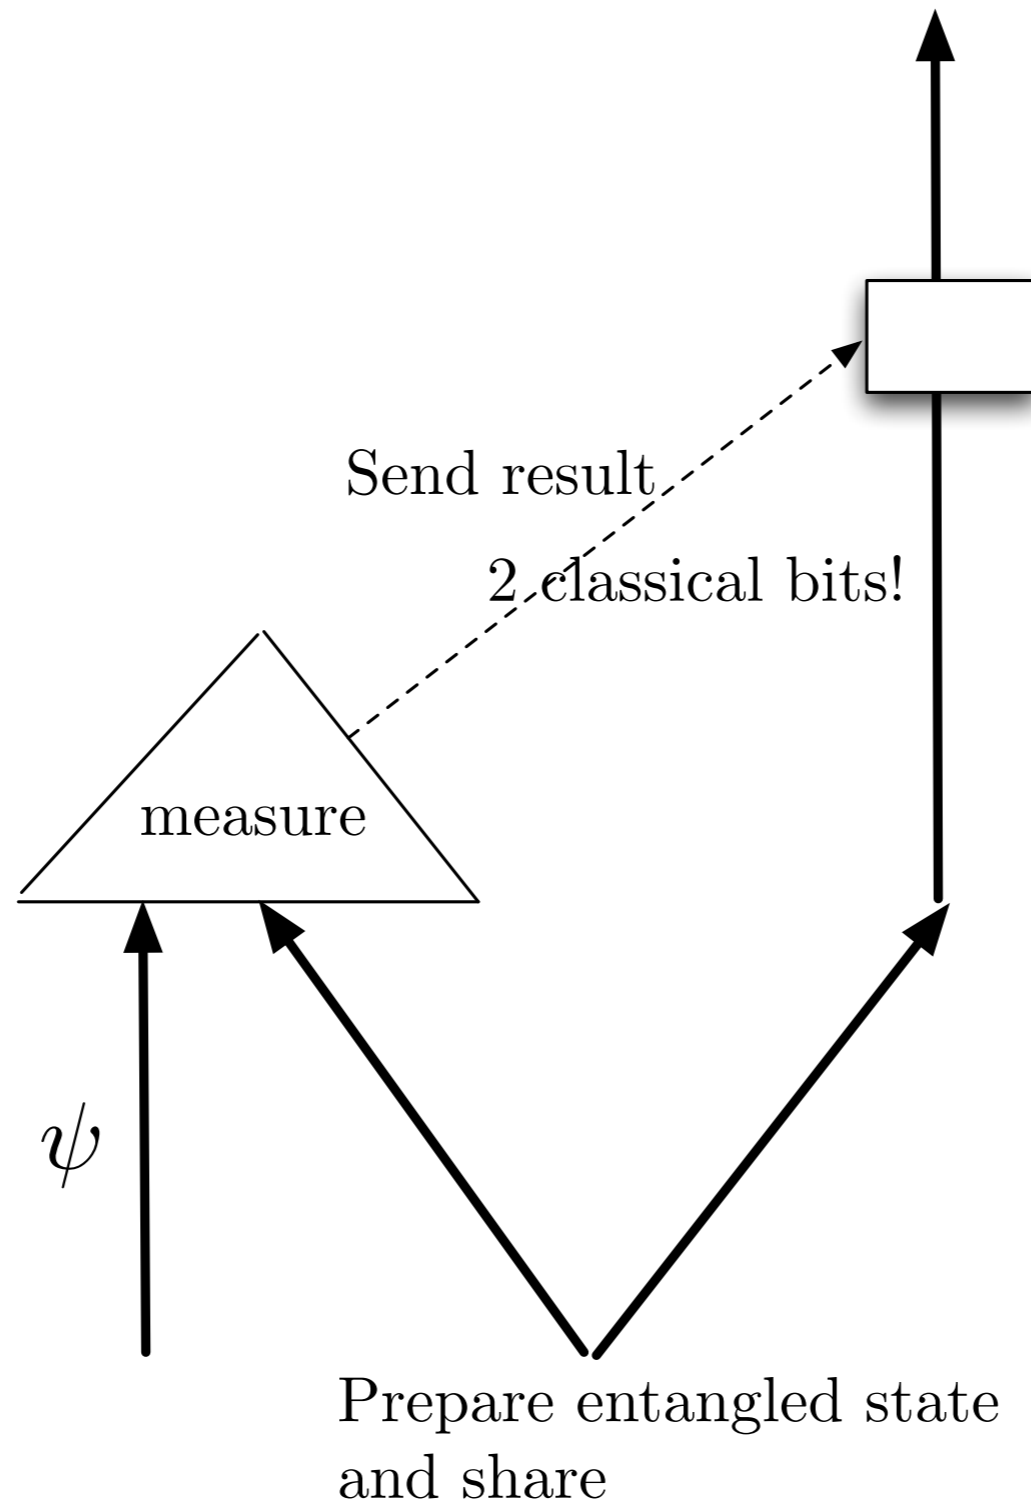 Send result
2 classical bits!
measure
ψ
Prepare entangled state
and share